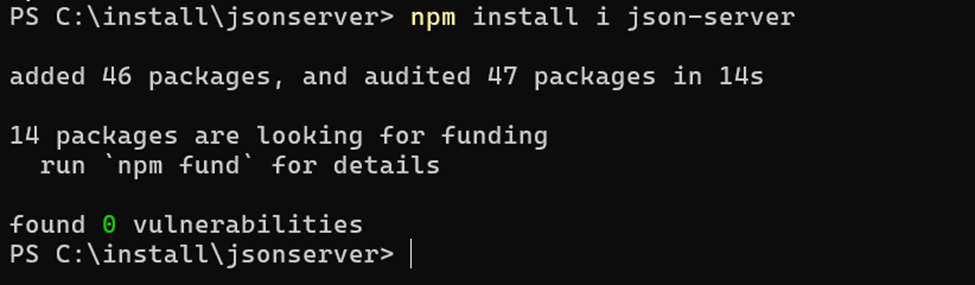 PS C:\install\jsonserver> npm install i json-server
added 46 packages, and audited 47 packages in 14s
14 packages are looking for funding
  run `npm fund` for details
found 0 vulnerabilities
PS C:\install\jsonserver>